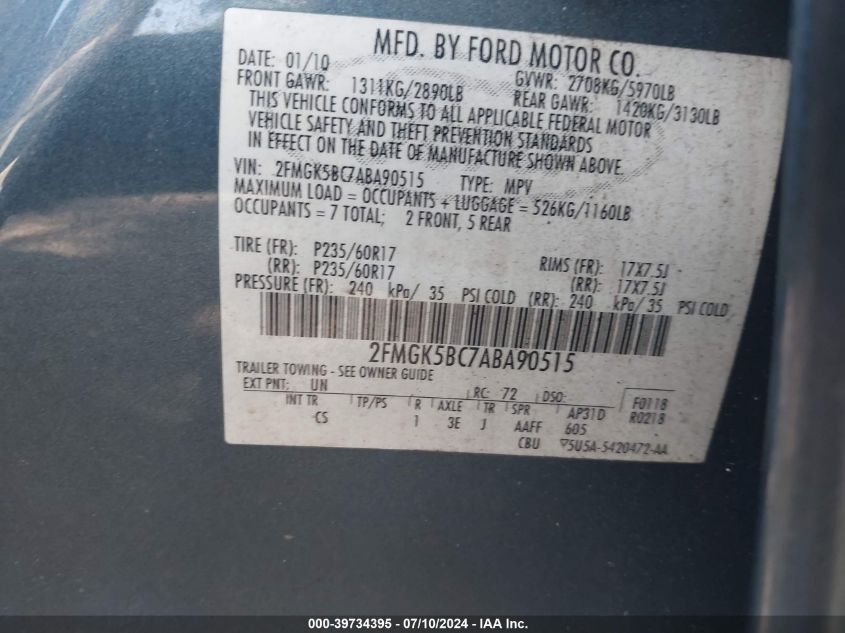 MFD. BY FORD MOTOR CO.
DATE: 01/10 GVWR: 2708KG/5970LB
FRONT GAWR: 1311KG/2890LB REAR GAWR: 1420KG/3130LB
THIS VEHICLE CONFORMS TO ALL APPLICABLE FEDERAL MOTOR
VEHICLE SAFETY AND THEFT PREVENTION STANDARDS
IN EFFECT ON THE DATE OF MANUFACTURE SHOWN ABOVE.
VIN: 2FMGK5BC7ABA90515 TYPE: MPV
MAXIMUM LOAD = OCCUPANTS + LUGGAGE = 526KG/1160LB
OCCUPANTS = 7 TOTAL; 2 FRONT, 5 REAR
TIRE (FR): P235/60R17 RIMS (FR): 17X7.5J
(RR): P235/60R17 (RR): 17X7.5J
PRESSURE (FR): 240 kPa/ 35 PSI COLD (RR): 240 kPa/ 35 PSI COLD
2FMGK5BC7ABA90515
TRAILER TOWING - SEE OWNER GUIDE
EXT PNT: UN RC: 72 DSO: F0118
INT TR TP/PS R AXLE TR SPR AP31D R0218
CS 1 3E J AAFF 605
CBU 5U5A-5420472-AA
000-39734395 - 07/10/2024 - IAA Inc.